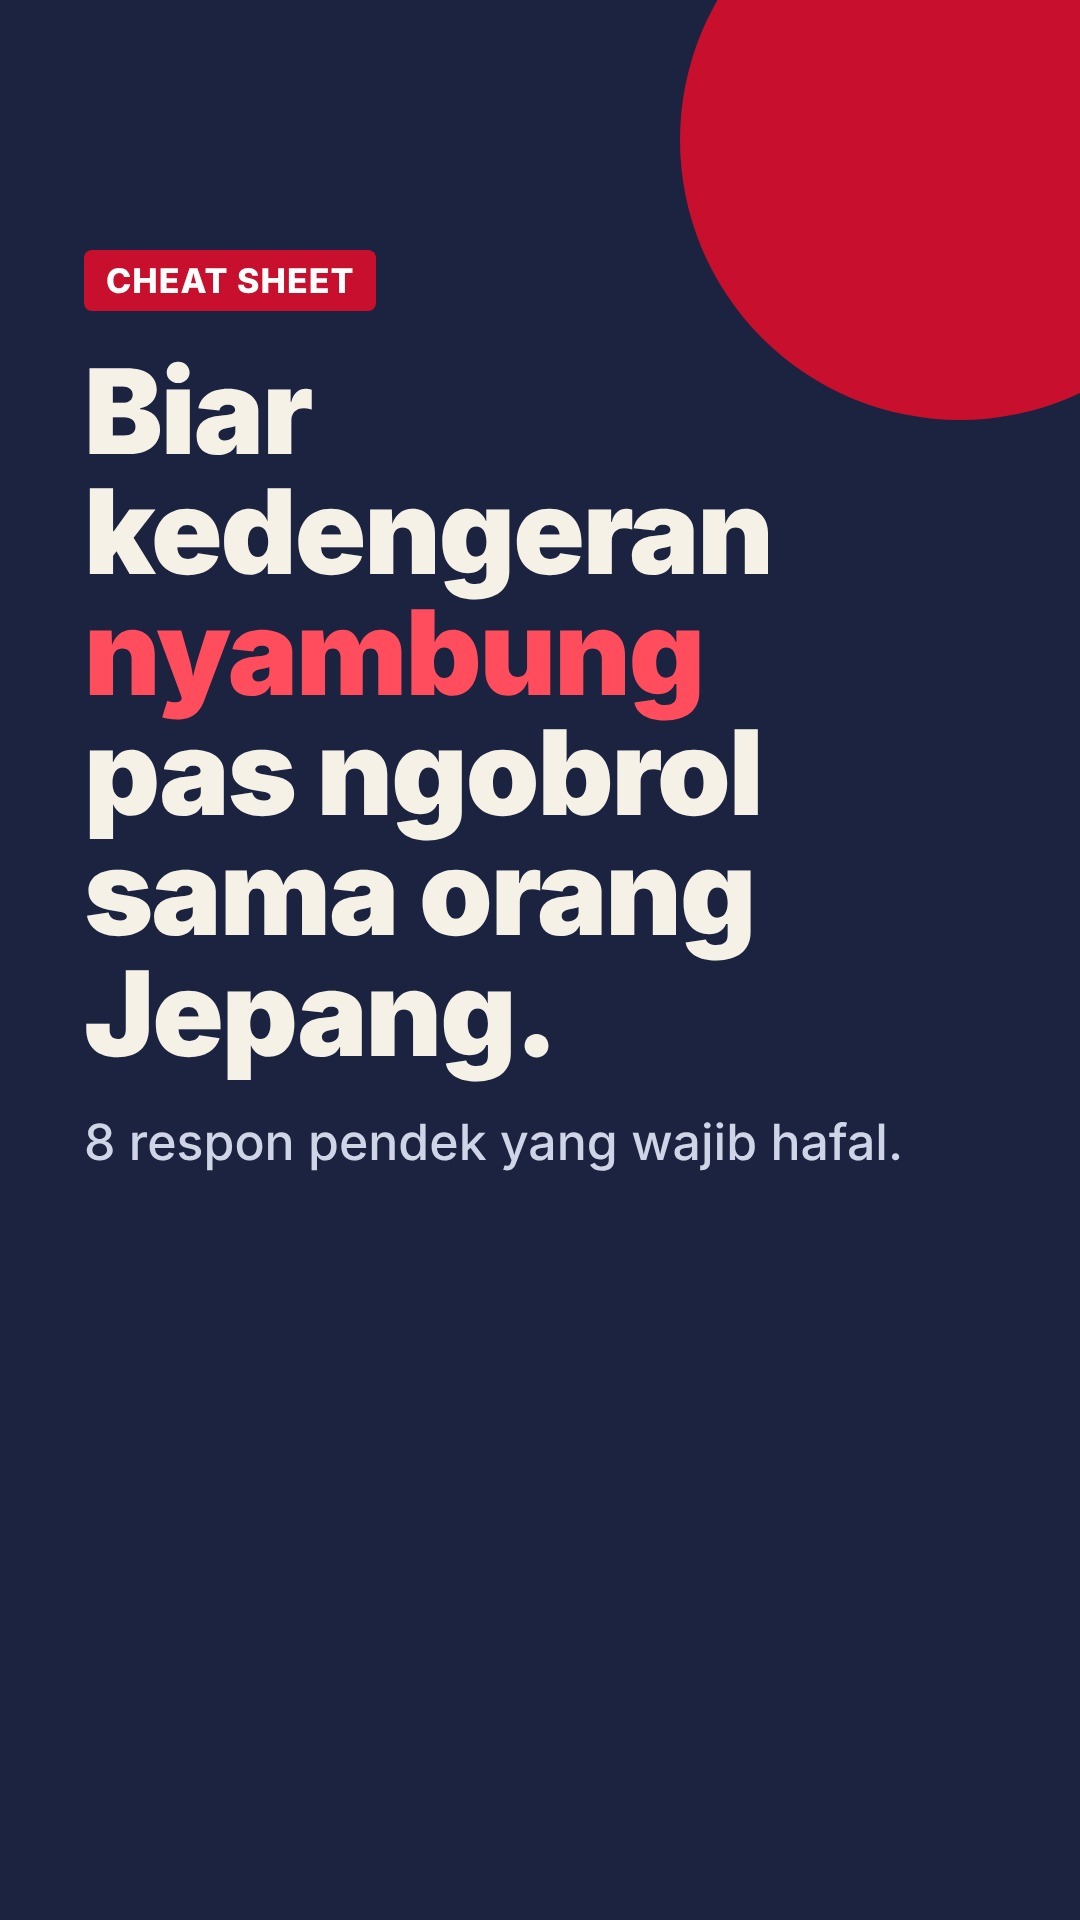 CHEAT SHEET
Biar
kedengeran
nyambung
pas ngobrol
sama orang
Jepang.
8 respon pendek yang wajib hafal.